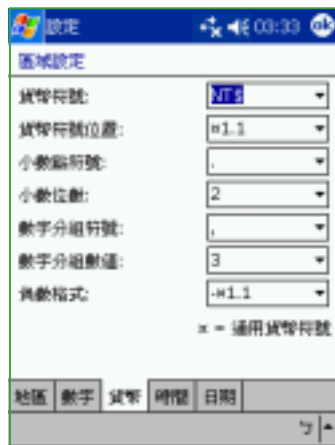 設定 03:33 ok
區域設定
貨幣符號: NT$
貨幣符號位置: ¤1.1
小數點符號: .
小數位數: 2
數字分組符號: ,
數字分組數值: 3
負數格式: -¤1.1
¤ = 通用貨幣符號
地區 數字 貨幣 時間 日期
ㄅ